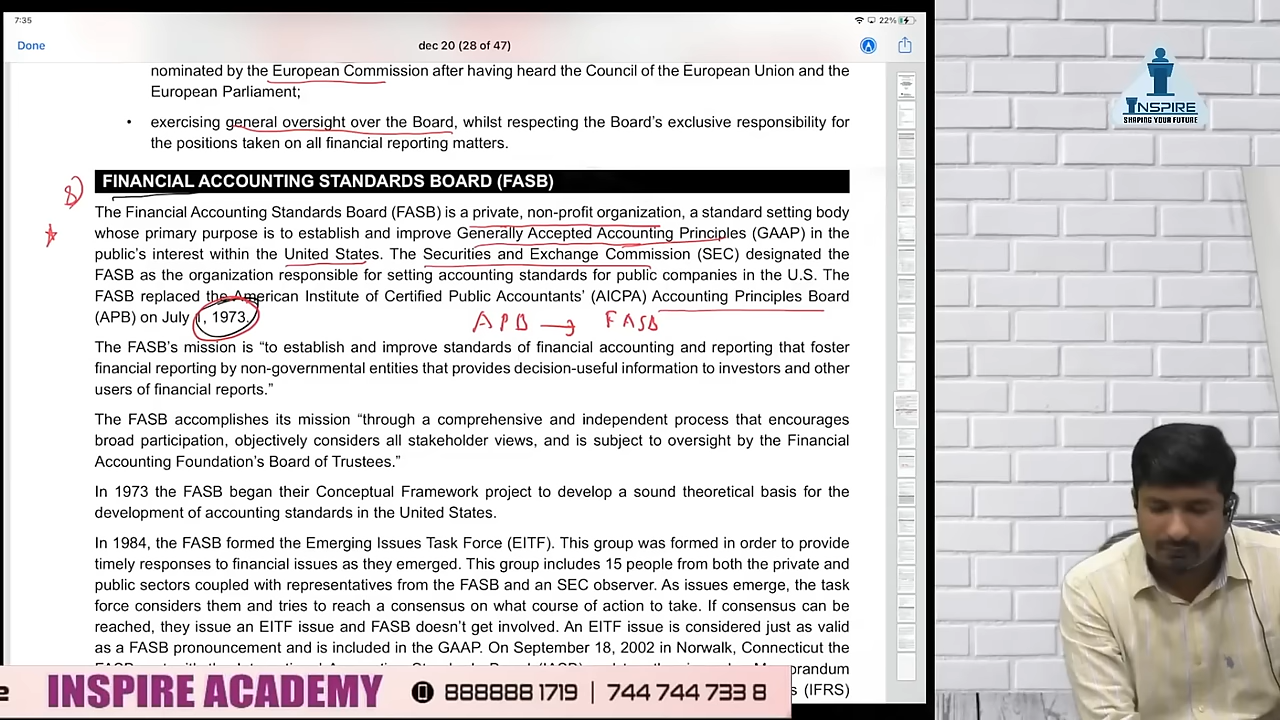 7:35
22%
Done
dec 20 (28 of 47)
nominated by the European Commission after having heard the Council of the European Union and the
European Parliament;
• exercising general oversight over the Board, whilst respecting the Board's exclusive responsibility for
the positions taken on all financial reporting matters.
8)
FINANCIAL ACCOUNTING STANDARDS BOARD (FASB)
The Financial Accounting Standards Board (FASB) is a private, non-profit organization, a standard setting body
whose primary purpose is to establish and improve Generally Accepted Accounting Principles (GAAP) in the
public's interest within the United States. The Securities and Exchange Commission (SEC) designated the
FASB as the organization responsible for setting accounting standards for public companies in the U.S. The
FASB replaced the American Institute of Certified Public Accountants' (AICPA) Accounting Principles Board
(APB) on July 1, 1973.
APB → FASB
The FASB's mission is “to establish and improve standards of financial accounting and reporting that foster
financial reporting by non-governmental entities that provides decision-useful information to investors and other
users of financial reports.”
The FASB accomplishes its mission “through a comprehensive and independent process that encourages
broad participation, objectively considers all stakeholder views, and is subject to oversight by the Financial
Accounting Foundation's Board of Trustees.”
In 1973 the FASB began their Conceptual Framework project to develop a sound theoretical basis for the
development of accounting standards in the United States.
In 1984, the FASB formed the Emerging Issues Task Force (EITF). This group was formed in order to provide
timely responses to financial issues as they emerged. This group includes 15 people from both the private and
public sectors coupled with representatives from the FASB and an SEC observer. As issues emerge, the task
force considers them and tries to reach a consensus on what course of action to take. If consensus can be
reached, they issue an EITF issue and FASB doesn't get involved. An EITF issue is considered just as valid
as a FASB pronouncement and is included in the GAAP. On September 18, 2002 in Norwalk, Connecticut the
(IFRS)
INSPIRE ACADEMY 888888 1719 | 744 744 733 8
INSPIRE
SHAPING YOUR FUTURE